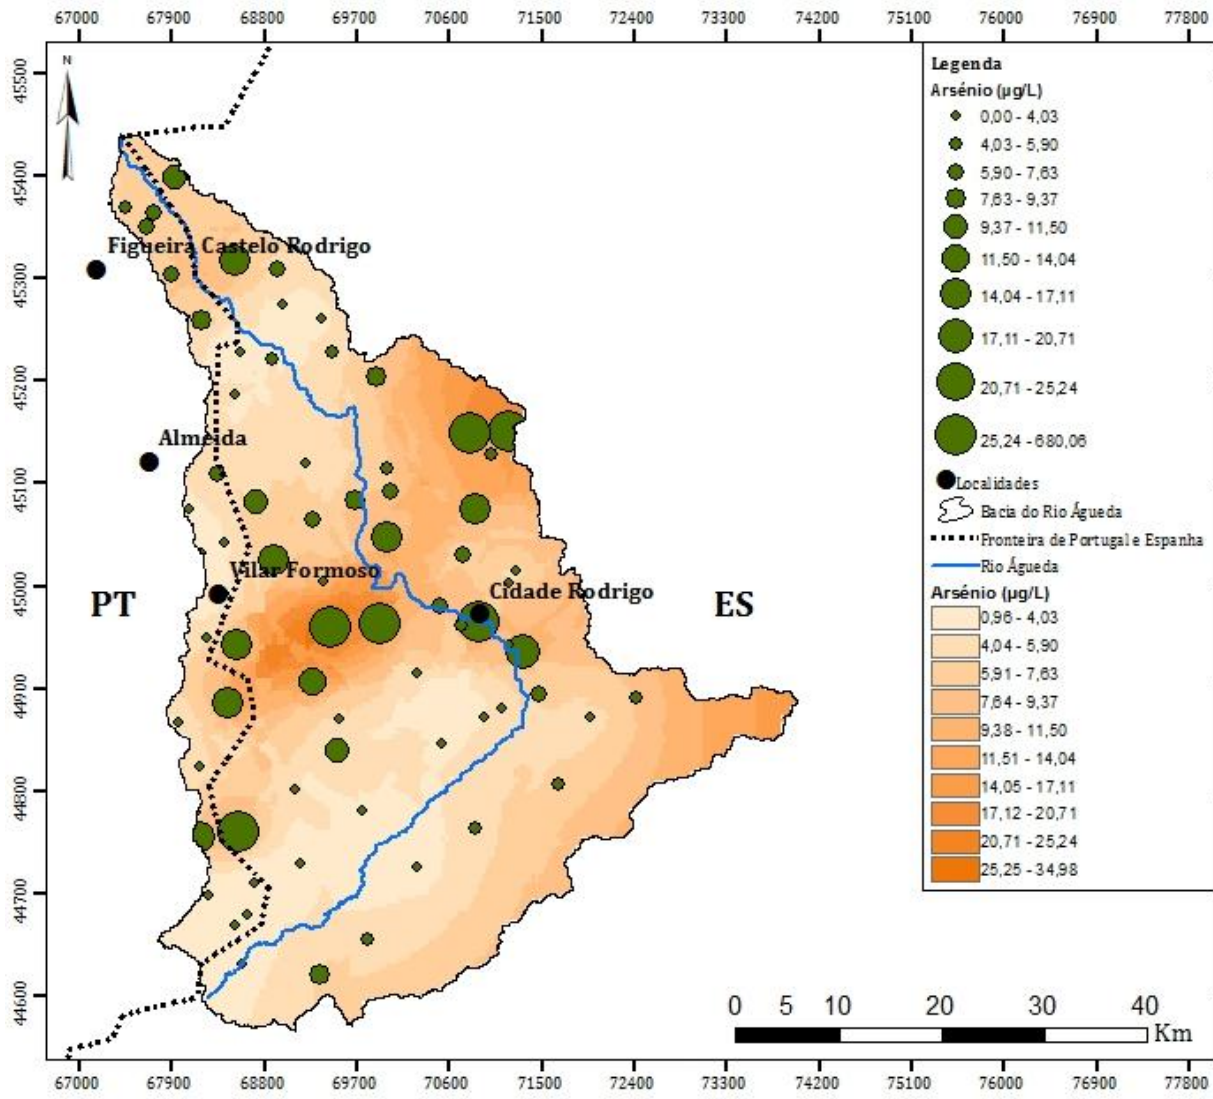 67000 67900 68800 69700 70600 71500 72400 73300 74200 75100 76000 76900 77800
45500
45400
45300
45200
45100
45000
44900
44800
44700
44600
N
Figueira Castelo Rodrigo
Almeida
Vilar Formoso
Cidade Rodrigo
PT
ES
Legenda
Arsénio (µg/L)
0,00 - 4,03
4,03 - 5,90
5,90 - 7,63
7,63 - 9,37
9,37 - 11,50
11,50 - 14,04
14,04 - 17,11
17,11 - 20,71
20,71 - 25,24
25,24 - 680,06
Localidades
Bacia do Rio Águeda
Fronteira de Portugal e Espanha
Rio Águeda
Arsénio (µg/L)
0,96 - 4,03
4,04 - 5,90
5,91 - 7,63
7,64 - 9,37
9,38 - 11,50
11,51 - 14,04
14,05 - 17,11
17,12 - 20,71
20,71 - 25,24
25,25 - 34,98
0 5 10 20 30 40
Km
67000 67900 68800 69700 70600 71500 72400 73300 74200 75100 76000 76900 77800